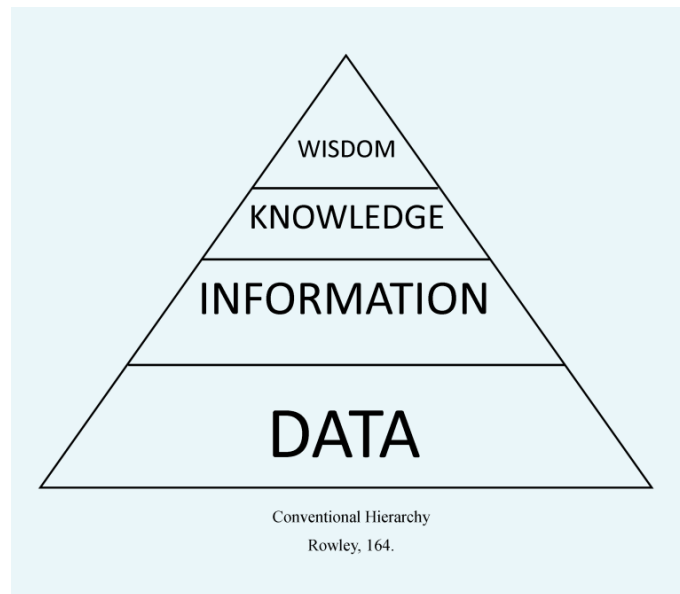 WISDOM
KNOWLEDGE
INFORMATION
DATA
Conventional Hierarchy
Rowley, 164.